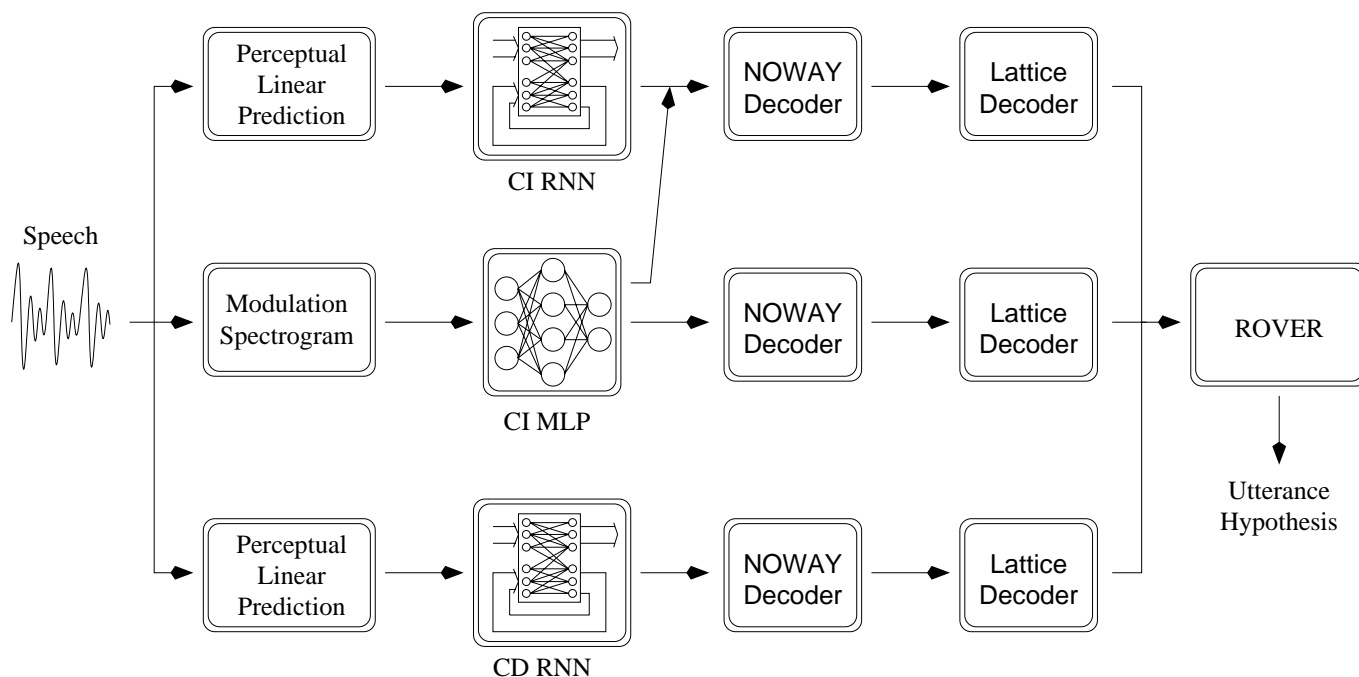 Perceptual
Linear
Prediction
CI RNN
NOWAY
Decoder
Lattice
Decoder
Speech
Modulation
Spectrogram
CI MLP
NOWAY
Decoder
Lattice
Decoder
ROVER
Utterance
Hypothesis
Perceptual
Linear
Prediction
CD RNN
NOWAY
Decoder
Lattice
Decoder